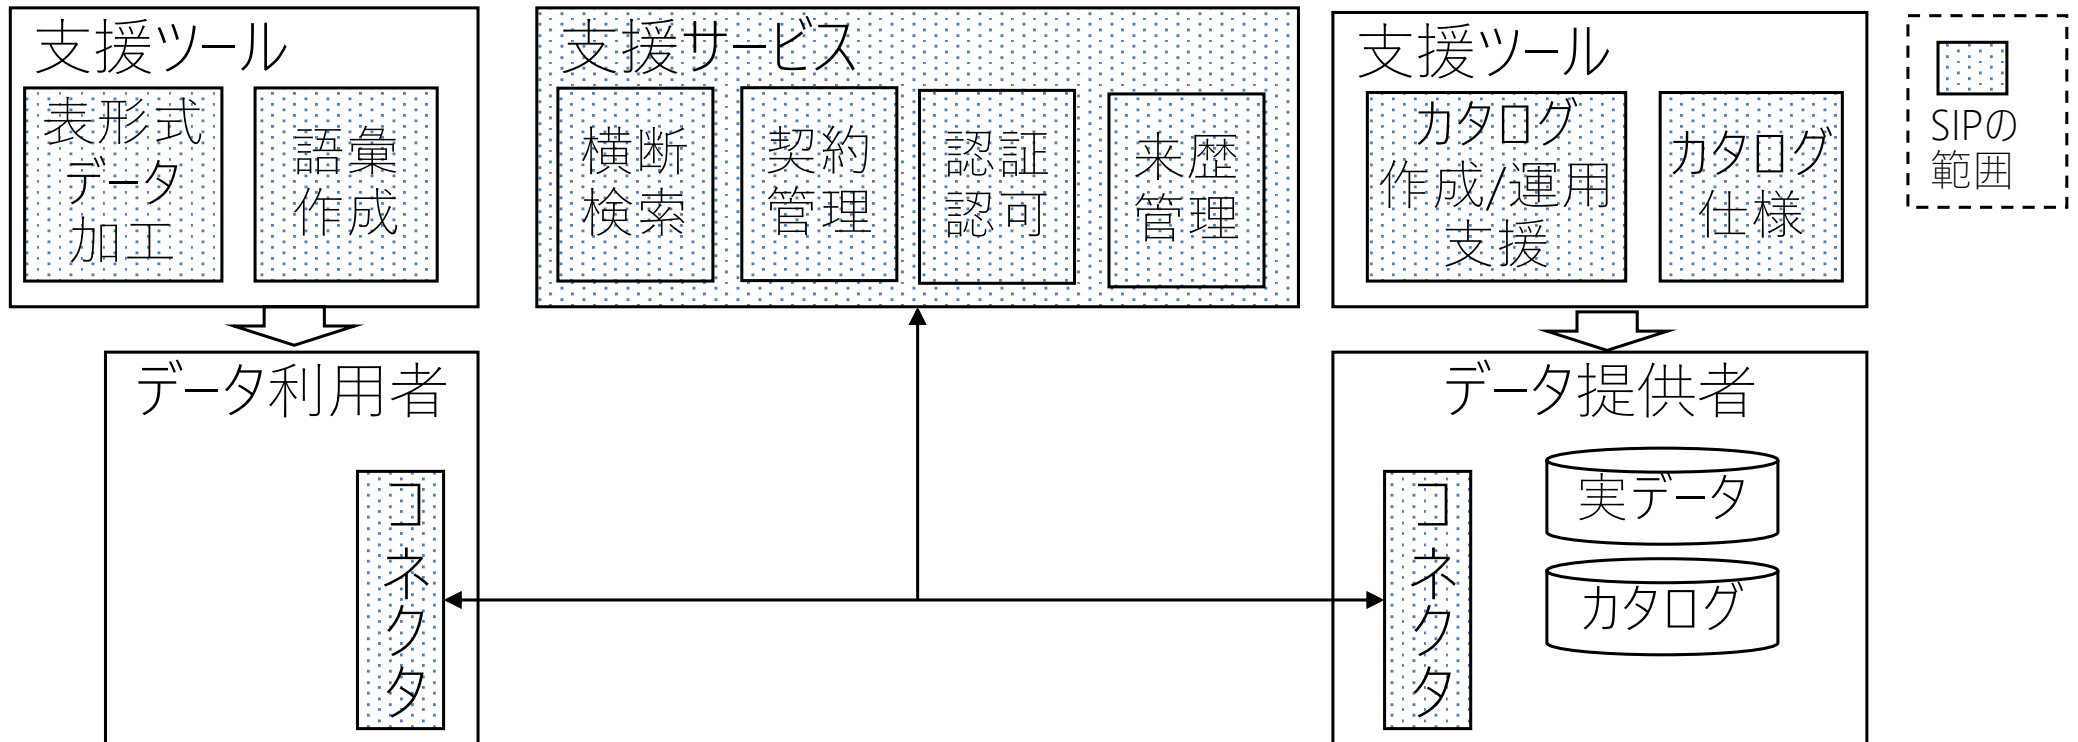 支援ツール
表形式
データ
加工
語彙
作成
支援サービス
横断
検索
契約
管理
認証
認可
来歴
管理
支援ツール
カタログ
作成/運用
支援
カタログ
仕様
SIPの
範囲
データ利用者
コネクタ
データ提供者
コネクタ
実データ
カタログ